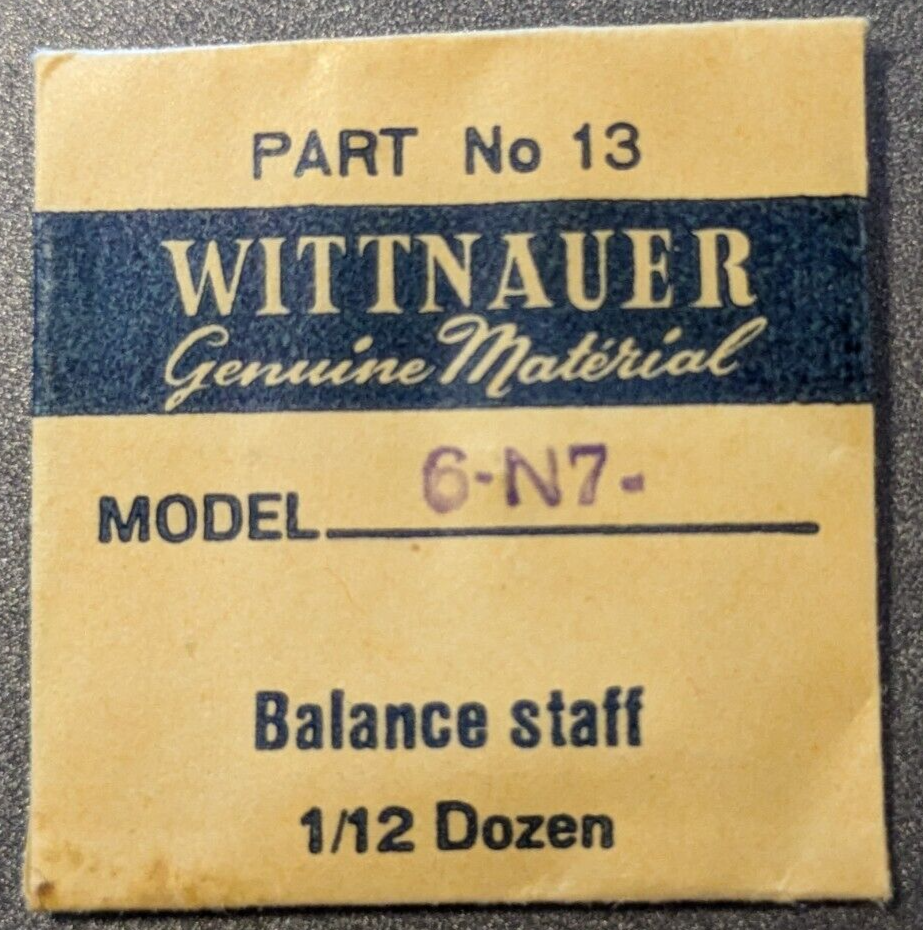 PART No 13
WITTNAUER
Genuine Matérial
MODEL 6-N7-
Balance staff
1/12 Dozen